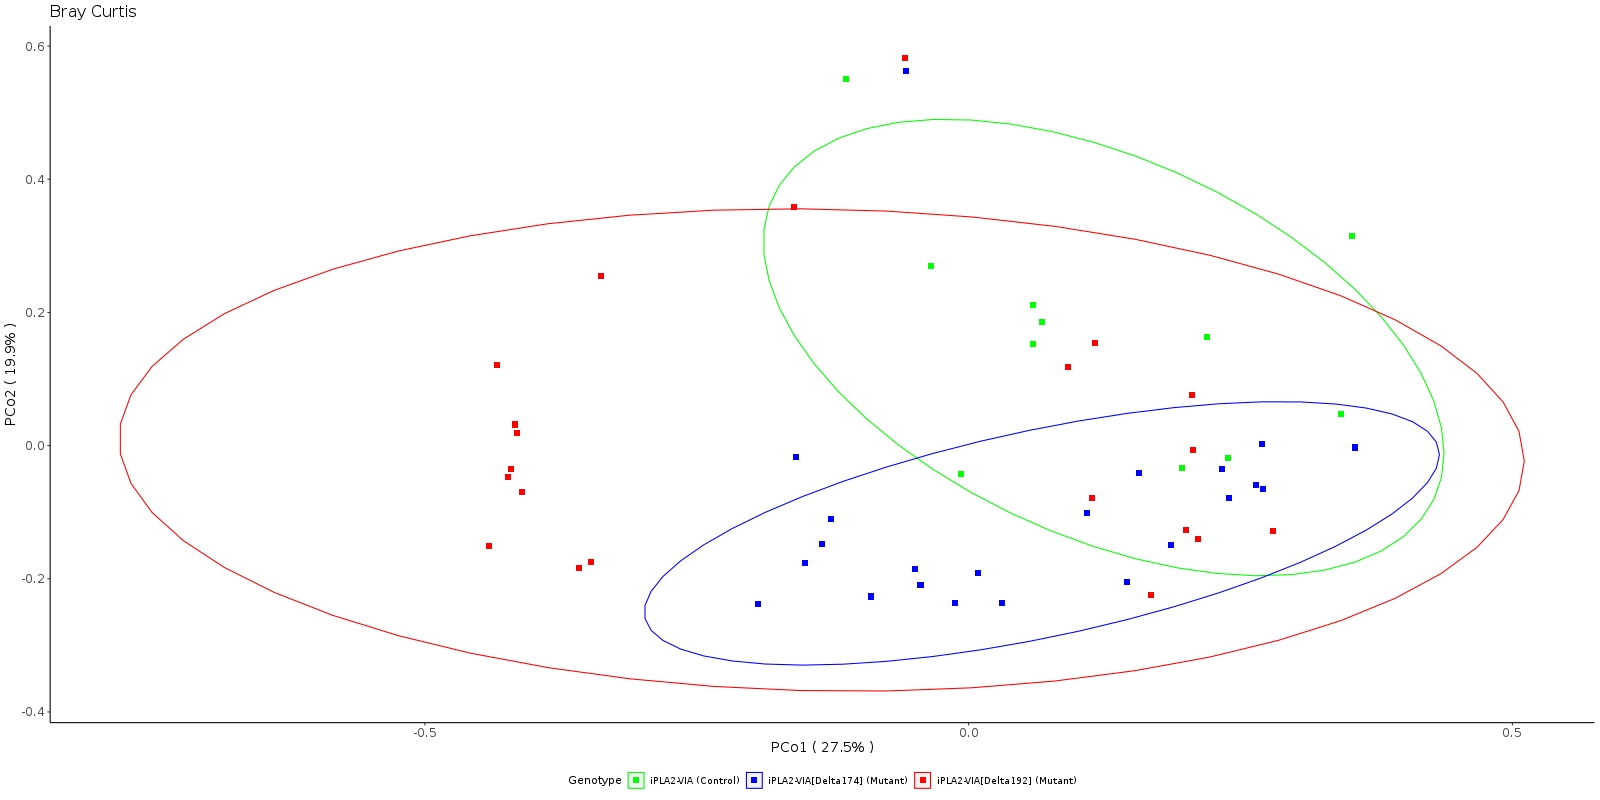 Bray Curtis
0.6
0.4
0.2
0.0
-0.2
-0.4
PCo2 ( 19.9% )
-0.5 0.0 0.5
PCo1 ( 27.5% )
Genotype iPLA2-VIA (Control) iPLA2-VIA[Delta174] (Mutant) iPLA2-VIA[Delta192] (Mutant)